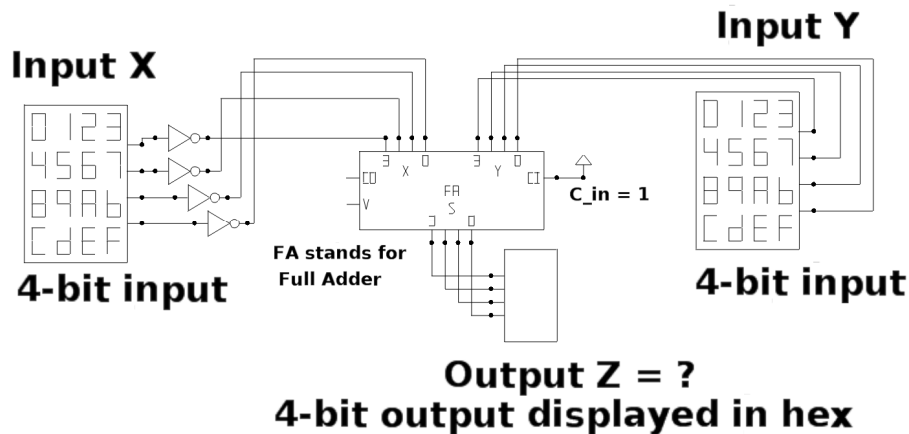 Input Y
Input X
0 1 2 3
4 5 6 7
8 9 A b
C d E F
3 X 0
3 Y 0
CO
CI
FA
V
S
3 0
C_in = 1
0 1 2 3
4 5 6 7
8 9 A b
C d E F
FA stands for
Full Adder
4-bit input
4-bit input
Output Z = ?
4-bit output displayed in hex